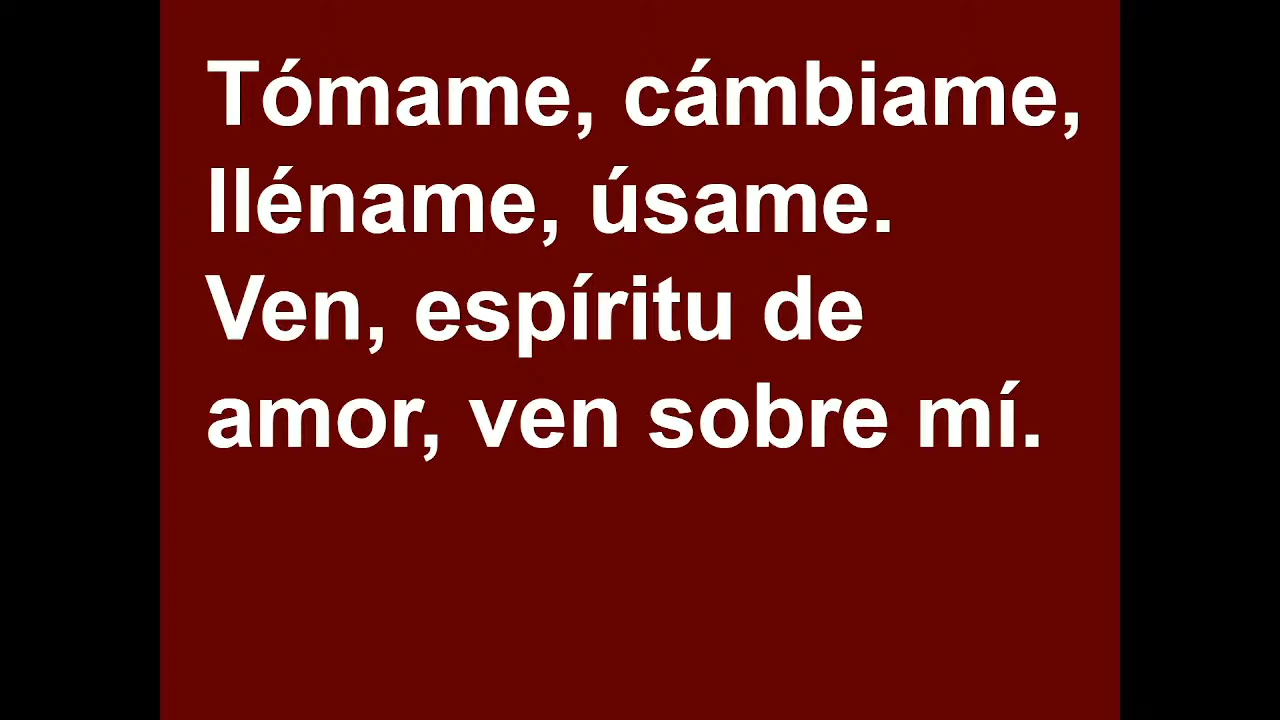 Tómame, cámbiame,
lléname, úsame.
Ven, espíritu de
amor, ven sobre mí.